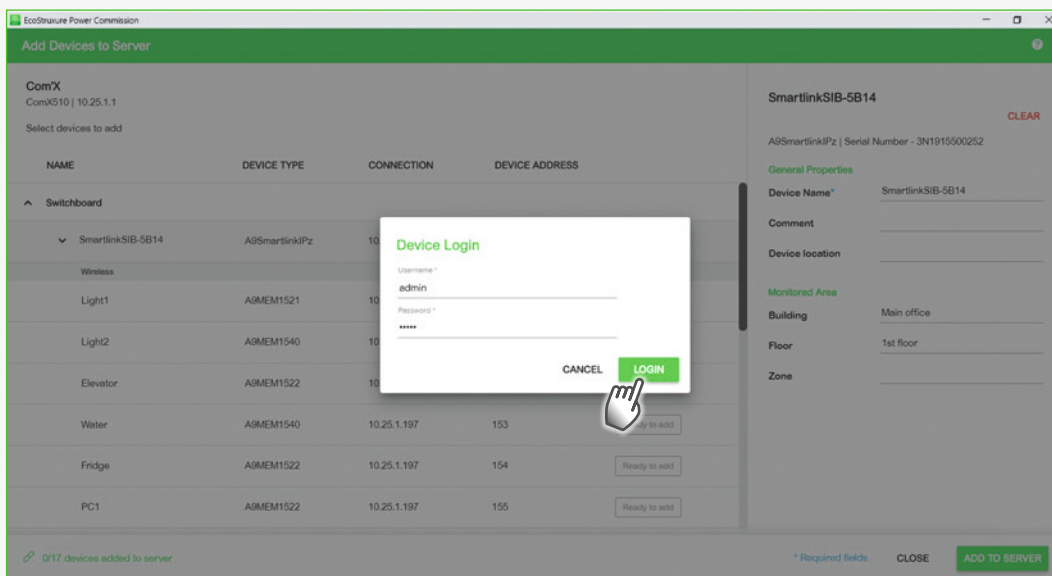 EcoStruxure Power Commission
Add Devices to Server
Com'X
ComX510 | 10.25.1.1
Select devices to add
NAME DEVICE TYPE CONNECTION DEVICE ADDRESS
Switchboard
SmartlinkSIB-5B14 A9SmartlinkIPz 10
Wireless
Light1 A9MEM1521 10
Light2 A9MEM1540 10
Elevator A9MEM1522 10
Water A9MEM1540 10.25.1.197 153 dy to add
Fridge A9MEM1522 10.25.1.197 154 Ready to add
PC1 A9MEM1522 10.25.1.197 155 Ready to add
0/17 devices added to server
Device Login
Username *
admin
Password *
•••••
CANCEL LOGIN
SmartlinkSIB-5B14
CLEAR
A9SmartlinkIPz | Serial Number - 3N1915500252
General Properties
Device Name* SmartlinkSIB-5B14
Comment
Device location
Monitored Area
Building Main office
Floor 1st floor
Zone
* Required fields CLOSE ADD TO SERVER